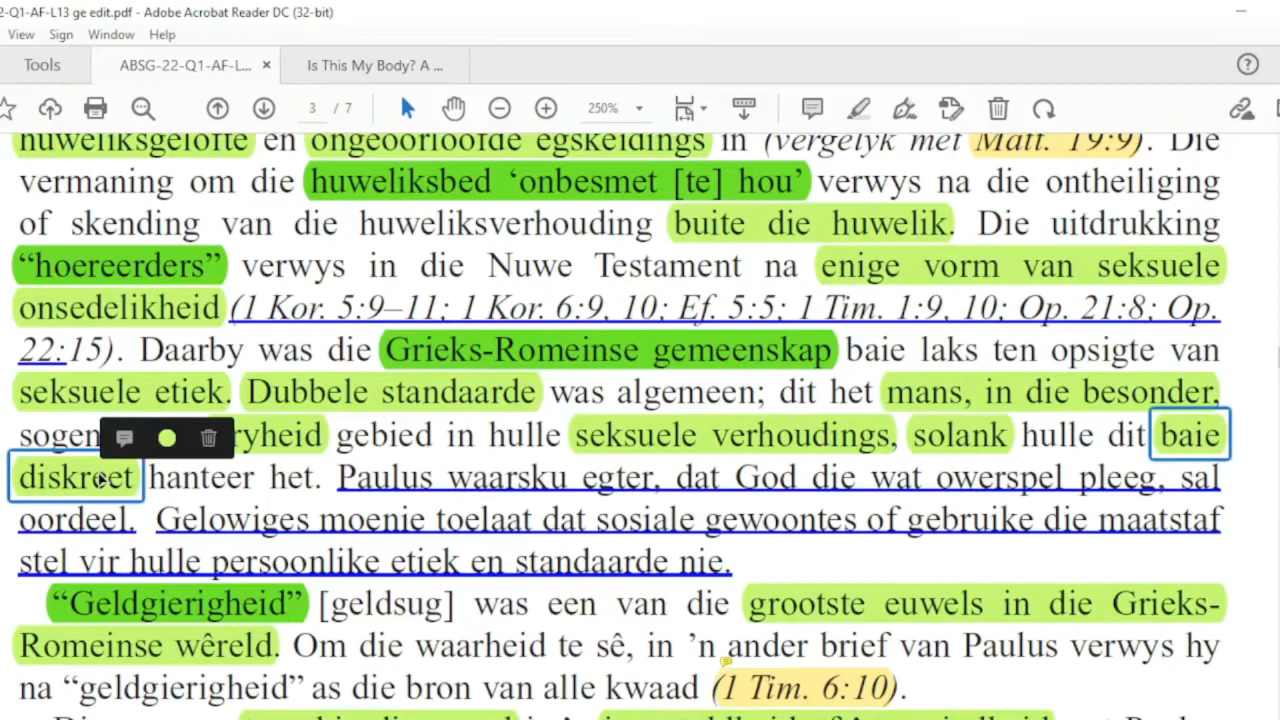 2-Q1-AF-L13 ge edit.pdf - Adobe Acrobat Reader DC (32-bit)
View Sign Window Help
Tools ABSG-22-Q1-AF-L... × Is This My Body? A ...
3 / 7 250%
huweliksgelofte en ongeoorloofde egskeidings in (vergelyk met Matt. 19:9). Die
vermaning om die huweliksbed ‘onbesmet [te] hou’ verwys na die ontheiliging
of skending van die huweliksverhouding buite die huwelik. Die uitdrukking
“hoereerders” verwys in die Nuwe Testament na enige vorm van seksuele
onsedelikheid (1 Kor. 5:9–11; 1 Kor. 6:9, 10; Ef. 5:5; 1 Tim. 1:9, 10; Op. 21:8; Op.
22:15). Daarby was die Grieks-Romeinse gemeenskap baie laks ten opsigte van
seksuele etiek. Dubbele standaarde was algemeen; dit het mans, in die besonder,
sogen ryheid gebied in hulle seksuele verhoudings, solank hulle dit baie
diskreet hanteer het. Paulus waarsku egter, dat God die wat owerspel pleeg, sal
oordeel. Gelowiges moenie toelaat dat sosiale gewoontes of gebruike die maatstaf
stel vir hulle persoonlike etiek en standaarde nie.
“Geldgierigheid” [geldsug] was een van die grootste euwels in die Grieks-
Romeinse wêreld. Om die waarheid te sê, in ’n ander brief van Paulus verwys hy
na “geldgierigheid” as die bron van alle kwaad (1 Tim. 6:10).